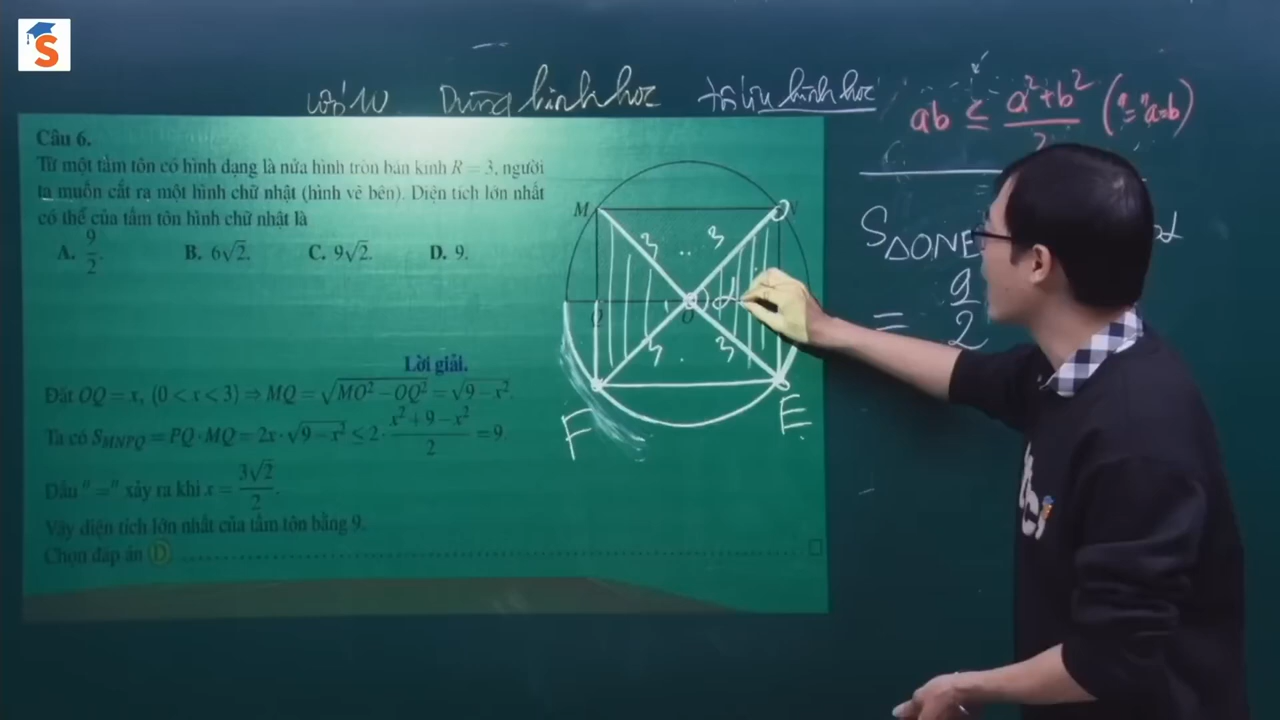 S
Lớp 10 Dùng hình học
ab ≤ a²+b² ("=" a=b)
Câu 6.
Từ một tấm tôn có hình dạng là nửa hình tròn bán kính R = 3, người
ta muốn cắt ra một hình chữ nhật (hình vẽ bên). Diện tích lớn nhất
có thể của tấm tôn hình chữ nhật là
A. 9/2. B. 6√2. C. 9√2. D. 9.
M
3 3
Q O α
3 3
F E
S△ONE
= 9/2
Lời giải.
Đặt OQ = x, (0 < x < 3) ⇒ MQ = √(MO² − OQ²) = √(9 − x²).
Ta có S_MNPQ = PQ · MQ = 2x · √(9 − x²) ≤ 2 · (x² + 9 − x²)/2 = 9
Dấu "=" xảy ra khi x = 3√2/2.
Vậy diện tích lớn nhất của tấm tôn bằng 9.
Chọn đáp án D